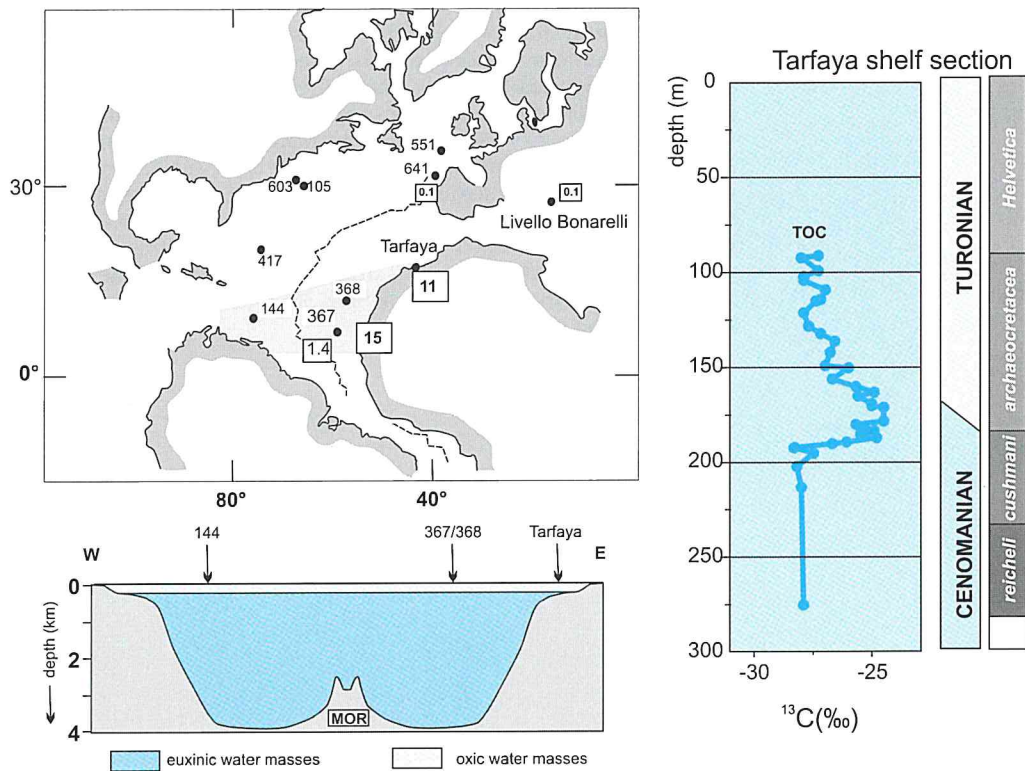 551
641
603
105
0.1
0.1
30°
Livello Bonarelli
Tarfaya
417
368
11
144
367
15
1.4
0°
80°
40°
144
367/368
Tarfaya
W
E
0
2
4
depth (km)
MOR
euxinic water masses
oxic water masses
Tarfaya shelf section
depth (m)
0
50
100
150
200
250
300
TOC
-30
-25
¹³C(‰)
TURONIAN
CENOMANIAN
Helvetica
archaeocretacea
cushmani
reicheli